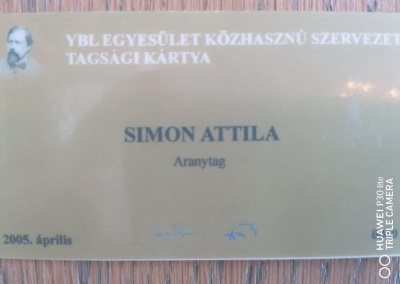 YBL EGYESÜLET KÖZHASZNÚ SZERVEZET
TAGSÁGI KÁRTYA
SIMON ATTILA
Aranytag
2005. április
HUAWEI P30 lite
TRIPLE CAMERA